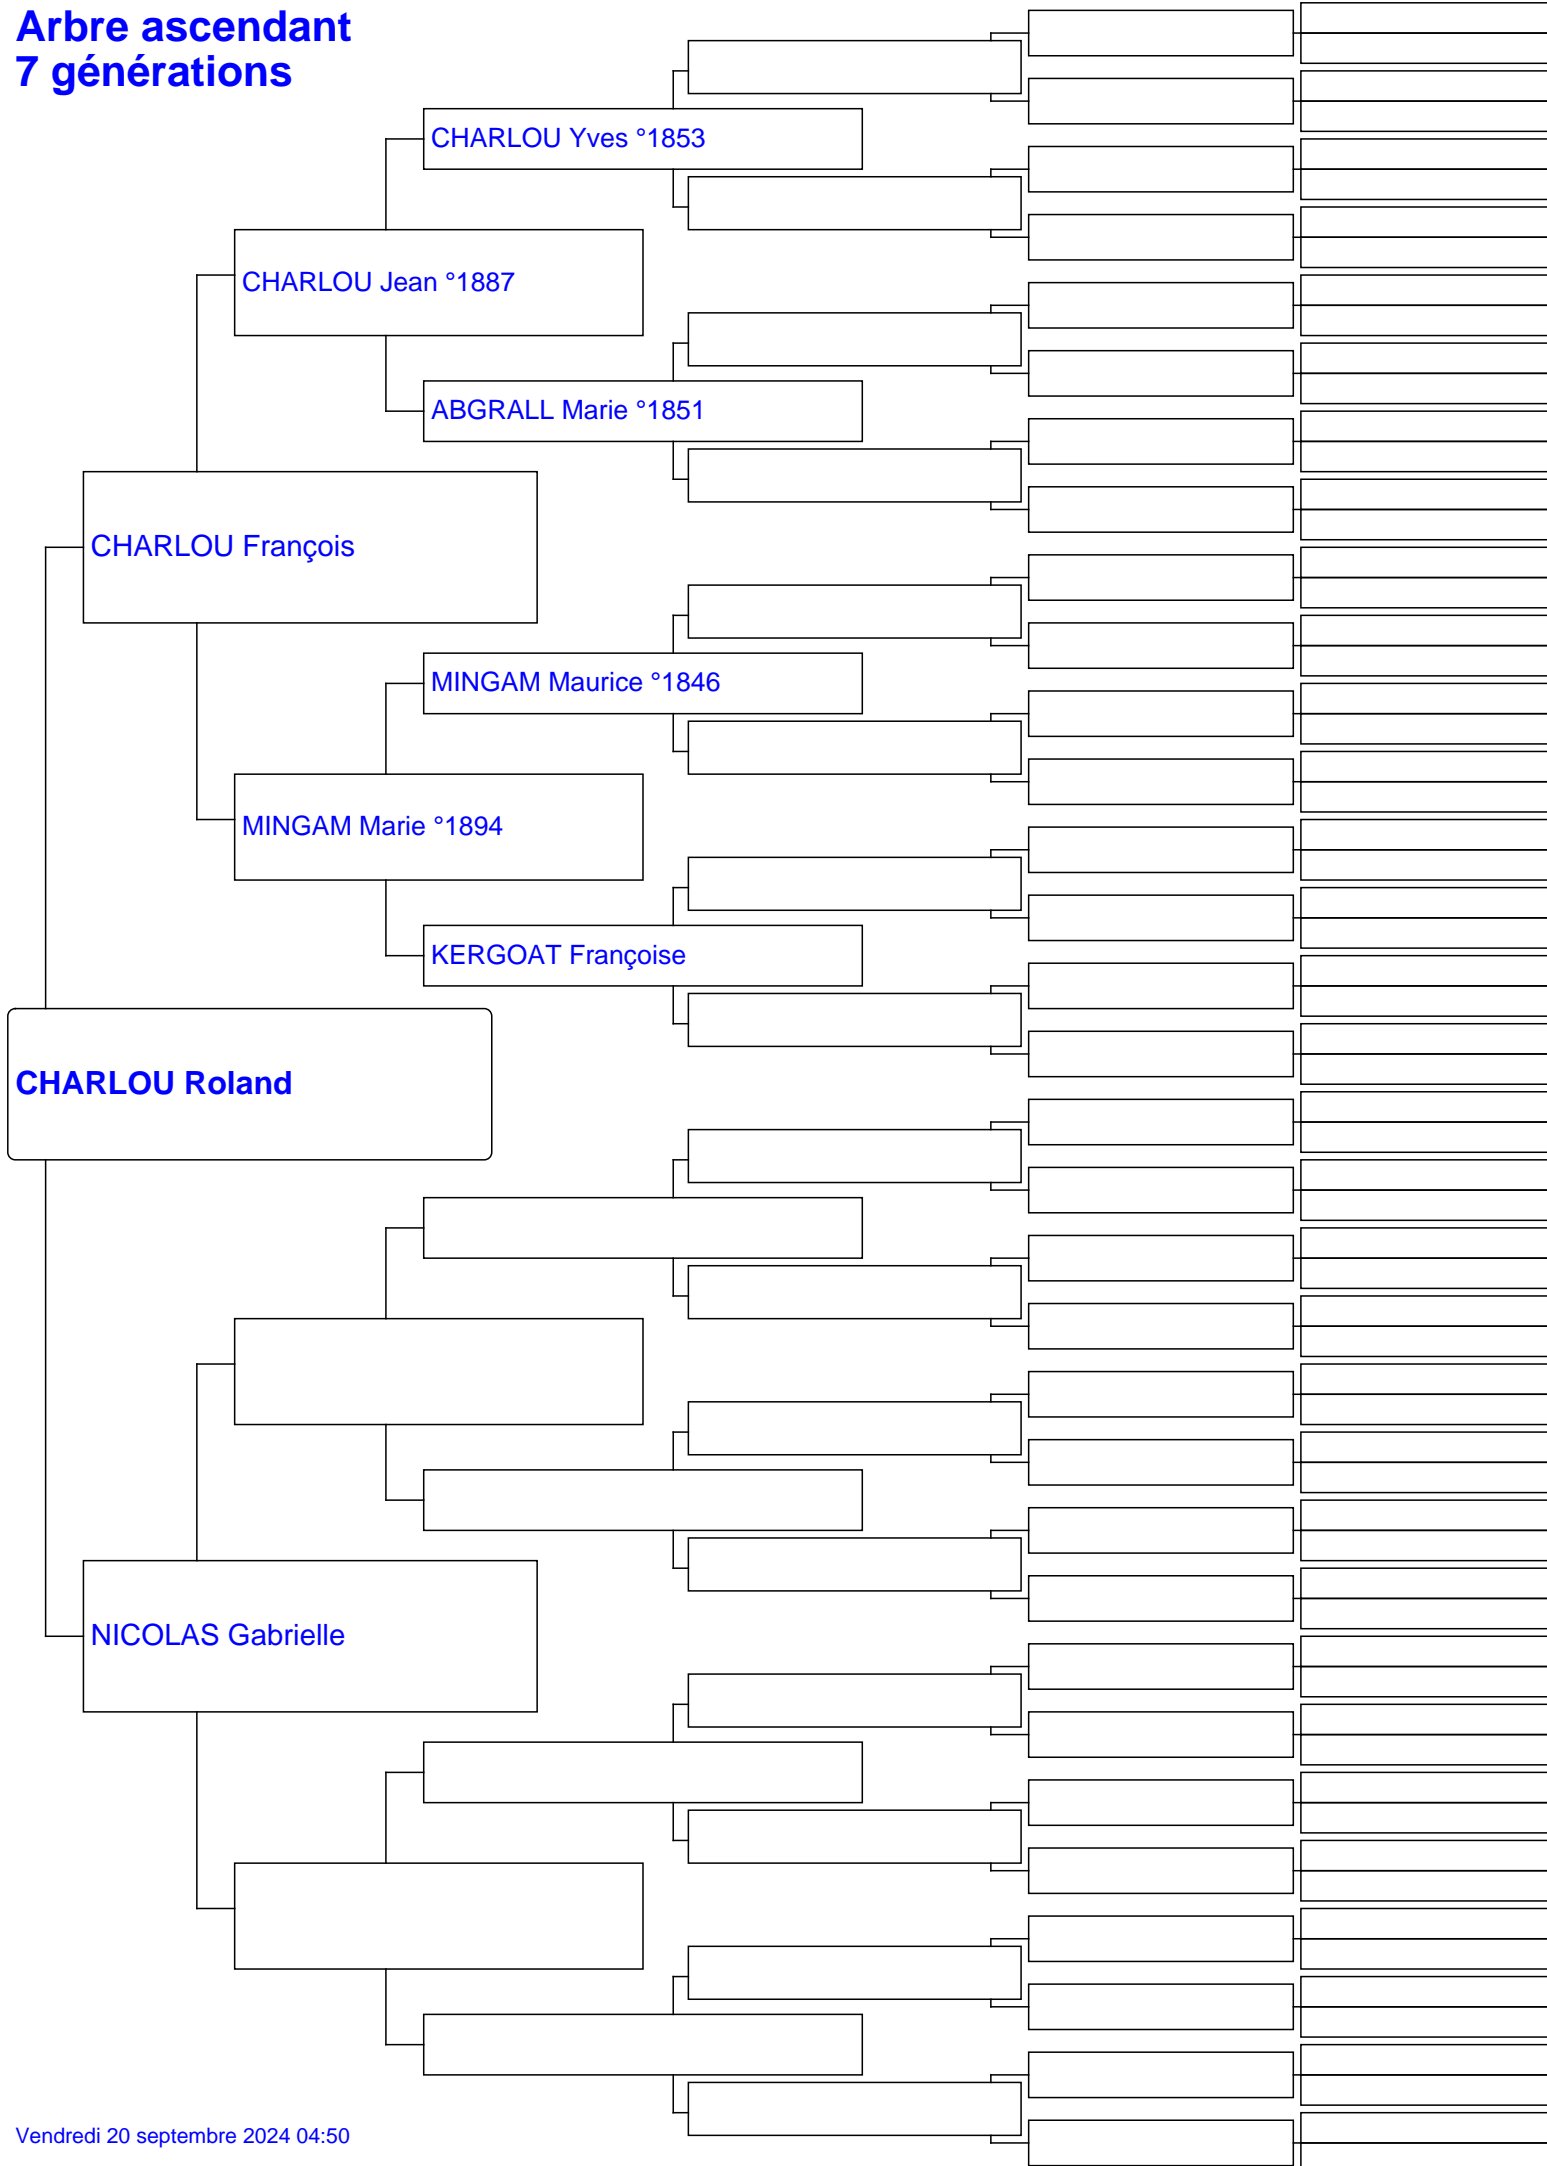 Arbre ascendant
7 générations
CHARLOU Yves °1853
CHARLOU Jean °1887
ABGRALL Marie °1851
CHARLOU François
MINGAM Maurice °1846
MINGAM Marie °1894
KERGOAT Françoise
CHARLOU Roland
NICOLAS Gabrielle
Vendredi 20 septembre 2024 04:50